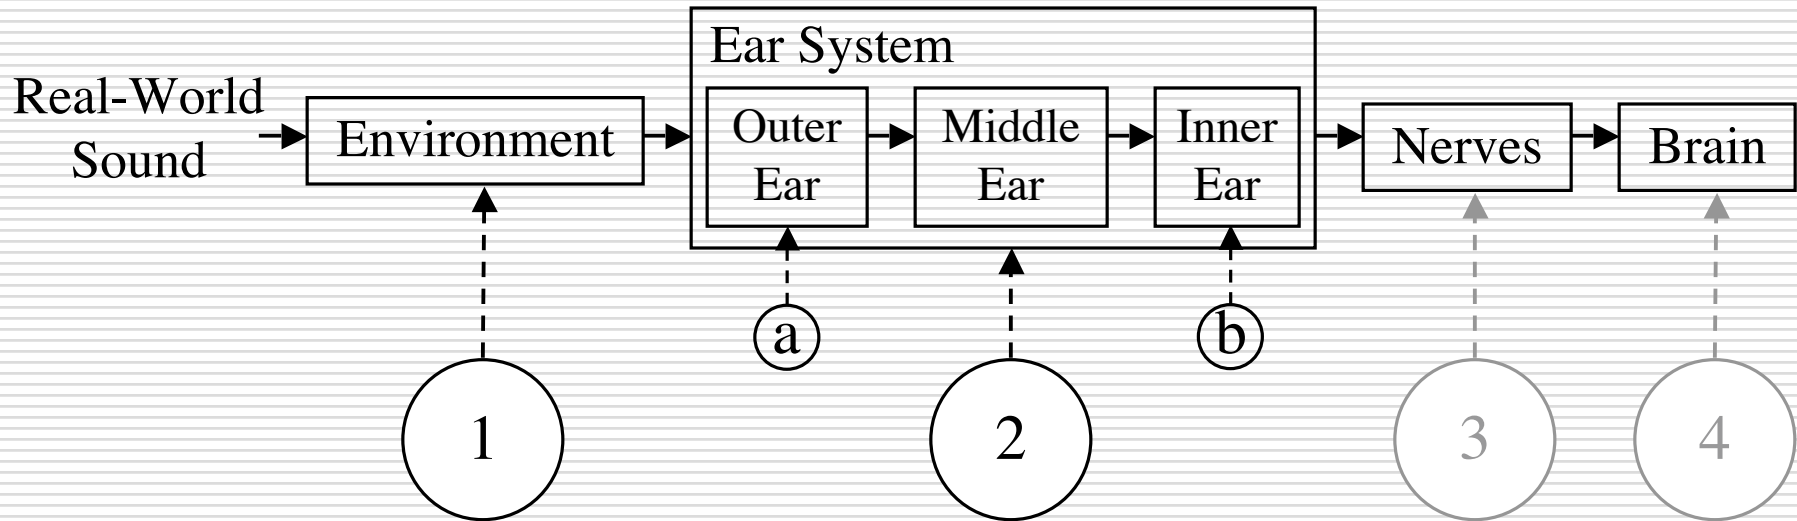 Ear System
Real-World
Sound
Environment
Outer
Ear
Middle
Ear
Inner
Ear
Nerves
Brain
a
b
1
2
3
4